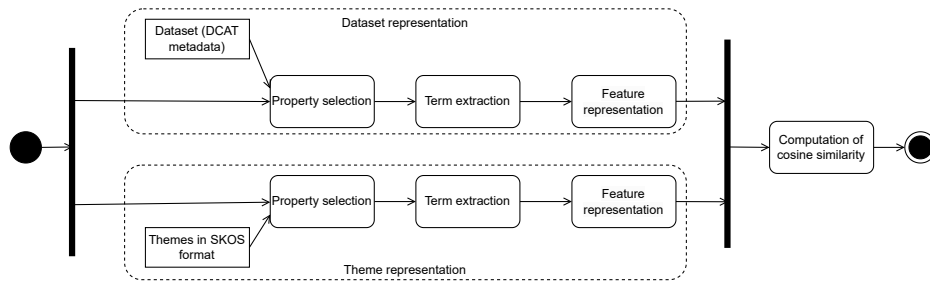 Dataset representation
Dataset (DCAT
metadata)
Property selection
Term extraction
Feature
representation
Computation of
cosine similarity
Property selection
Term extraction
Feature
representation
Themes in SKOS
format
Theme representation